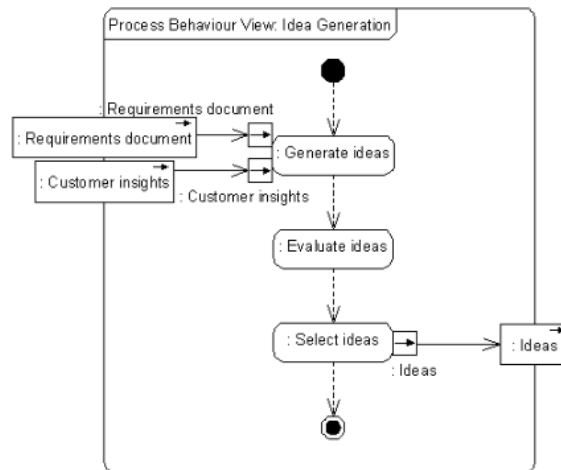 Process Behaviour View: Idea Generation
: Requirements document
: Requirements document
: Generate ideas
: Customer insights
: Customer insights
: Evaluate ideas
: Select ideas
: Ideas
: Ideas